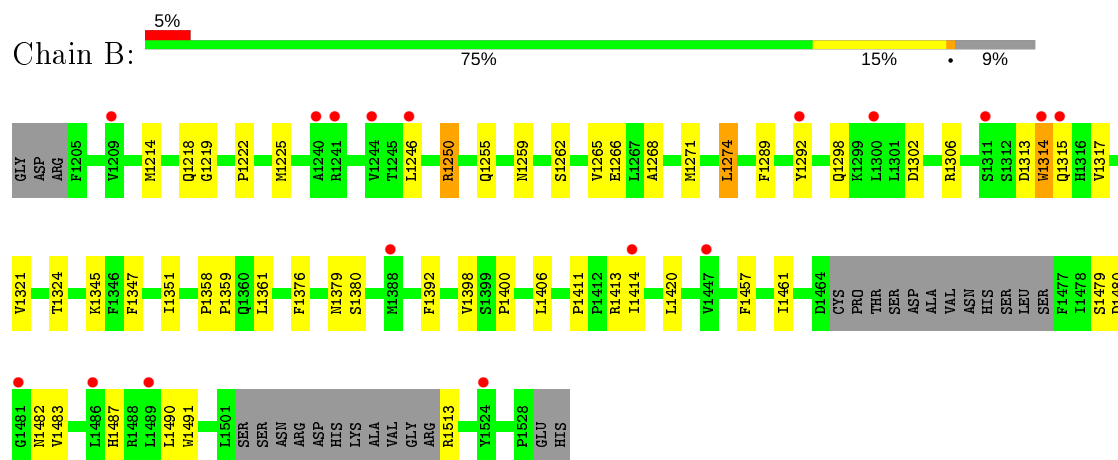 5%
Chain B:
75% 15% • 9%
GLY ASP ARG F1205 V1209 M1214 Q1218 G1219 P1222 M1225 A1240 R1241 V1244 T1245 L1246 R1250 Q1255 N1259 S1262 V1265 E1266 L1267 A1268 M1271 L1274 F1289 Y1292 Q1298 K1299 L1300 L1301 D1302 R1306 S1311 S1312 D1313 W1314 Q1315 H1316 V1317
V1321 T1324 K1345 F1346 F1347 I1351 P1358 P1359 Q1360 L1361 F1376 N1379 S1380 M1388 F1392 V1398 S1399 P1400 L1406 P1411 P1412 R1413 I1414 L1420 V1447 F1457 I1461 D1464 CYS PRO THR SER ASP ALA VAL ASN HIS SER LEU SER F1477 I1478 S1479 D1480
G1481 N1482 V1483 L1486 H1487 R1488 L1489 L1490 W1491 L1501 SER SER ASN ARG ASP HIS LYS ALA VAL GLY ARG R1513 Y1524 P1528 GLU HIS